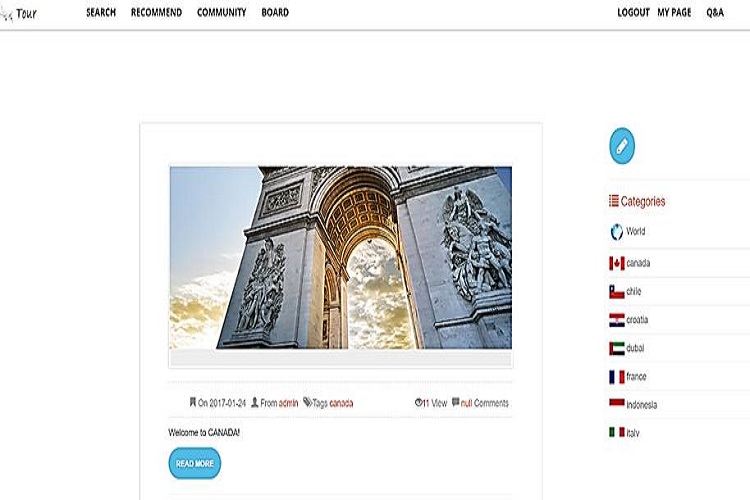 Tour SEARCH RECOMMEND COMMUNITY BOARD LOGOUT MY PAGE Q&A
Categories
World
canada
chile
croatia
dubai
france
indonesia
italy
On 2017-01-24 From admin Tags canada 11 View null Comments
Welcome to CANADA!
READ MORE